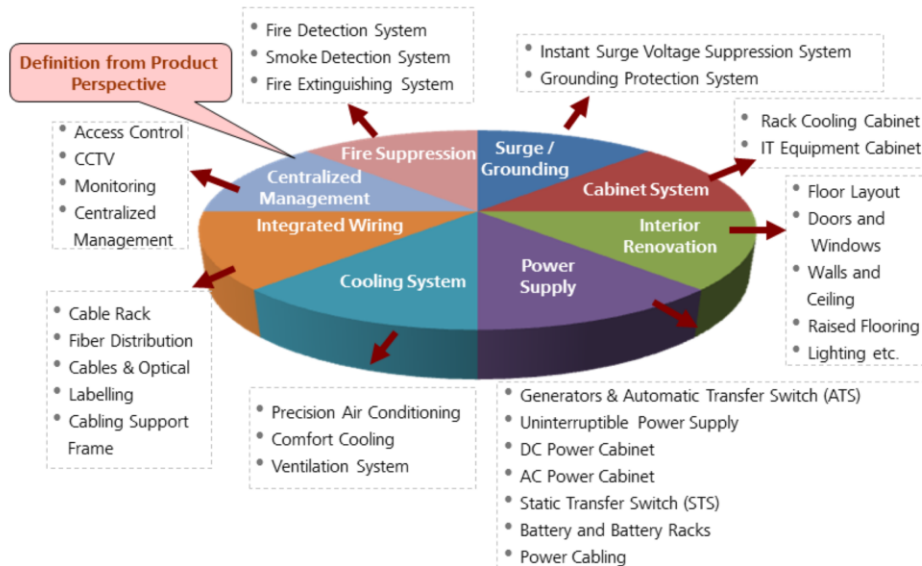 Fire Detection System
Smoke Detection System
Fire Extinguishing System
Instant Surge Voltage Suppression System
Grounding Protection System
Definition from Product
Perspective
Access Control
CCTV
Monitoring
Centralized
Management
Rack Cooling Cabinet
IT Equipment Cabinet
Fire Suppression
Surge /
Grounding
Centralized
Management
Cabinet System
Integrated Wiring
Interior
Renovation
Cooling System
Power
Supply
Floor Layout
Doors and
Windows
Walls and
Ceiling
Raised Flooring
Lighting etc.
Cable Rack
Fiber Distribution
Cables & Optical
Labelling
Cabling Support
Frame
Precision Air Conditioning
Comfort Cooling
Ventilation System
Generators & Automatic Transfer Switch (ATS)
Uninterruptible Power Supply
DC Power Cabinet
AC Power Cabinet
Static Transfer Switch (STS)
Battery and Battery Racks
Power Cabling